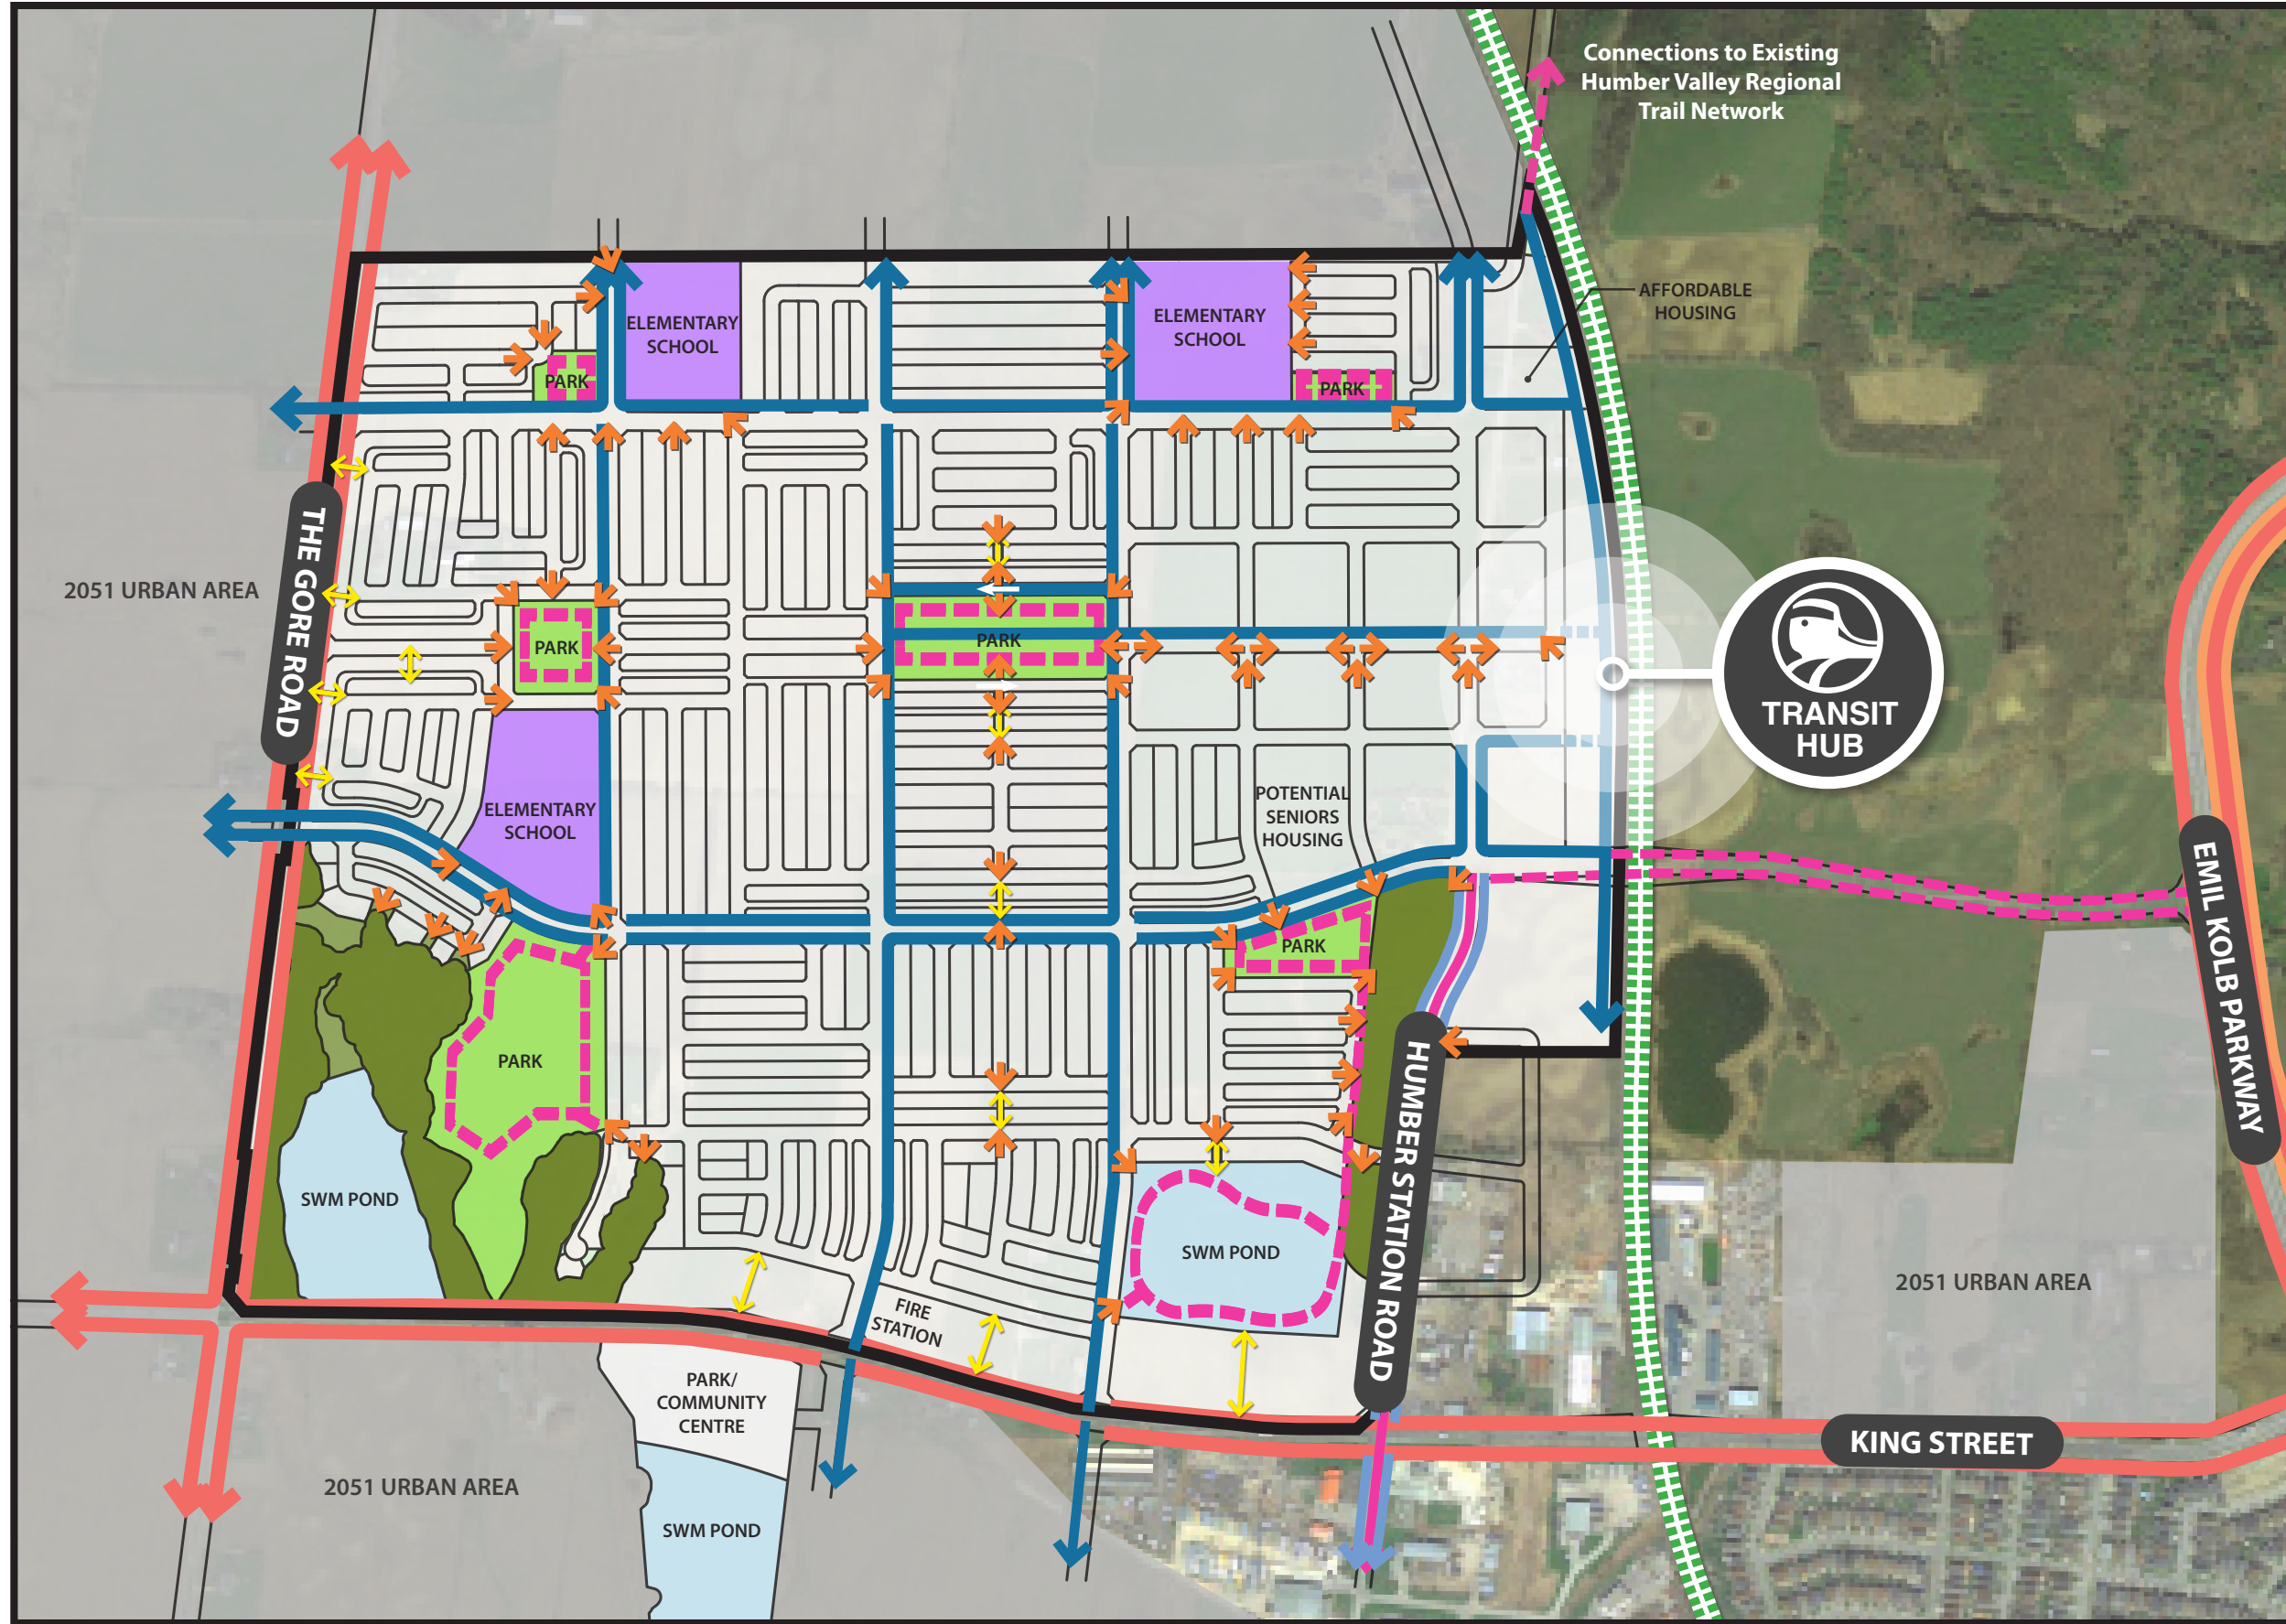 Connections to Existing
Humber Valley Regional
Trail Network
AFFORDABLE
HOUSING
ELEMENTARY
SCHOOL
ELEMENTARY
SCHOOL
PARK
PARK
THE GORE ROAD
2051 URBAN AREA
PARK
PARK
TRANSIT
HUB
ELEMENTARY
SCHOOL
POTENTIAL
SENIORS
HOUSING
EMIL KOLB PARKWAY
PARK
PARK
HUMBER STATION ROAD
SWM POND
SWM POND
2051 URBAN AREA
FIRE
STATION
PARK/
COMMUNITY
CENTRE
KING STREET
2051 URBAN AREA
SWM POND